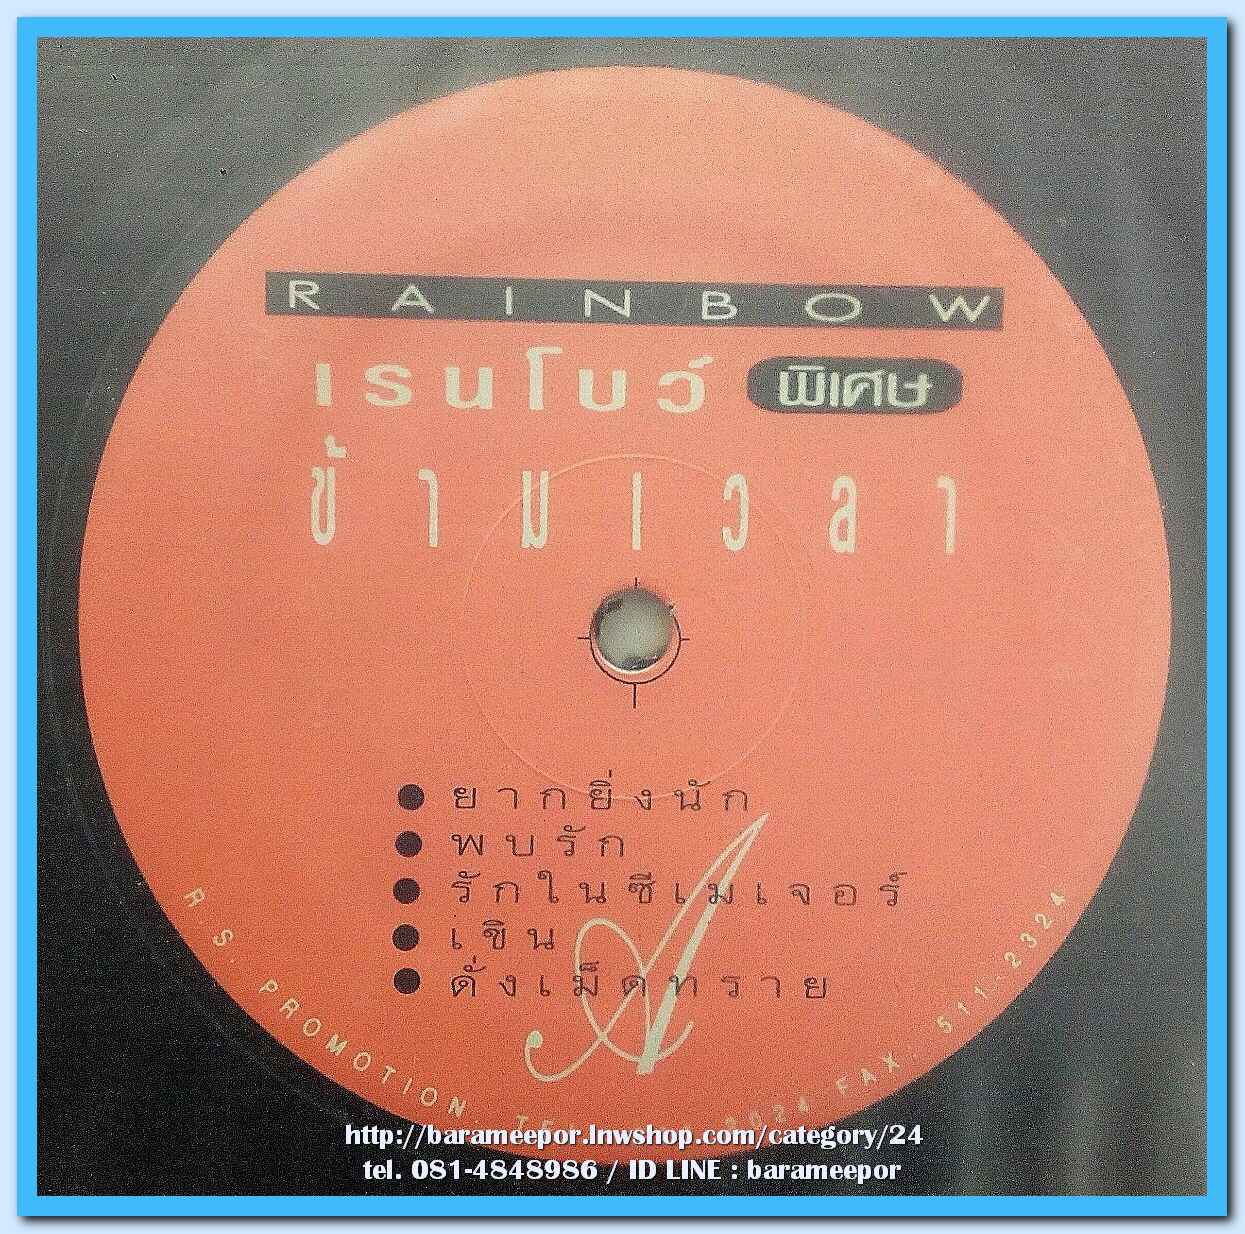 RAINBOW
เรนโบว์ พิเศษ
ข้ามเวลา
● ยากยิ่งนัก
● พบรัก
● รักในซีเมเจอร์
● เขิน
● ดั่งเม็ดทราย
A
R.S. PROMOTION TEL. 2024 FAX. 511-2324
http://barameepor.lnwshop.com/category/24
tel. 081-4848986 / ID LINE : barameepor